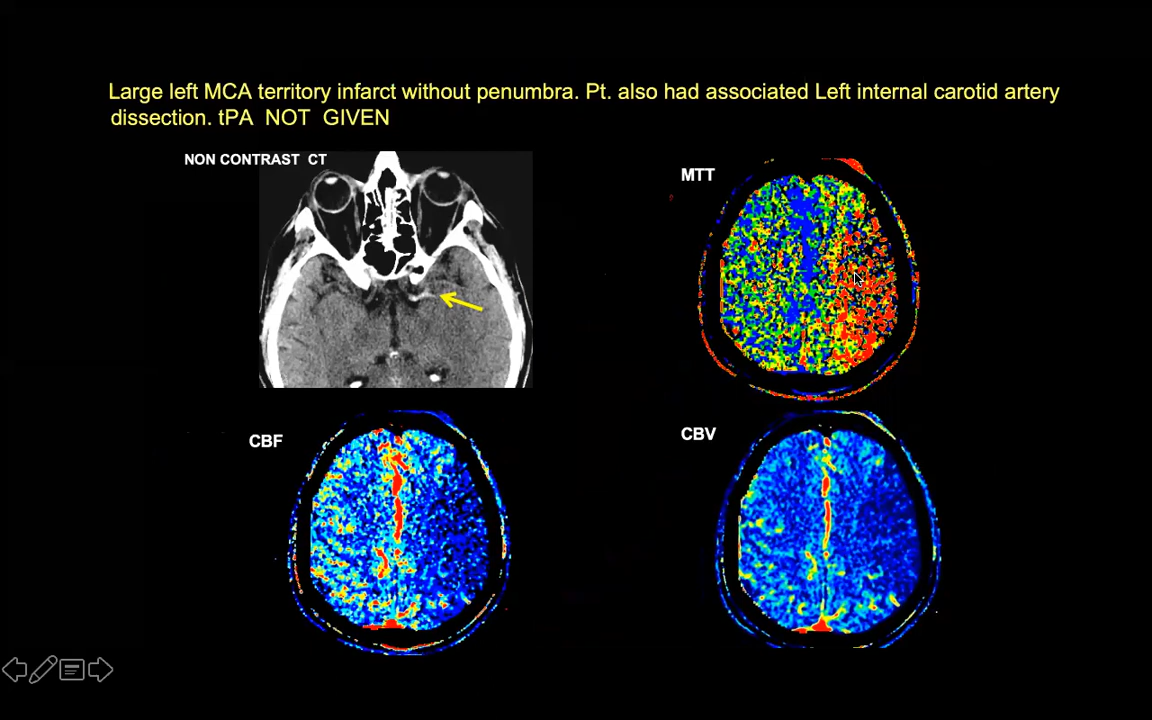 Large left MCA territory infarct without penumbra. Pt. also had associated Left internal carotid artery
dissection. tPA NOT GIVEN
NON CONTRAST CT
MTT
CBF
CBV